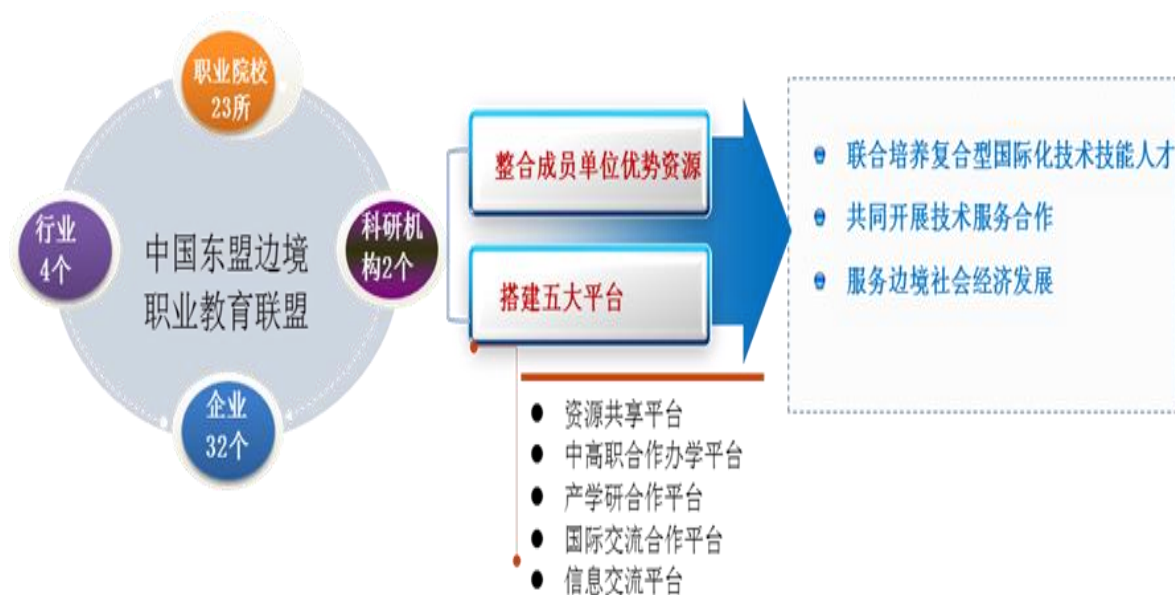 职业院校
23所
行业
4个
中国东盟边境
职业教育联盟
科研机
构2个
企业
32个
整合成员单位优势资源
搭建五大平台
资源共享平台
中高职合作办学平台
产学研合作平台
国际交流合作平台
信息交流平台
联合培养复合型国际化技术技能人才
共同开展技术服务合作
服务边境社会经济发展